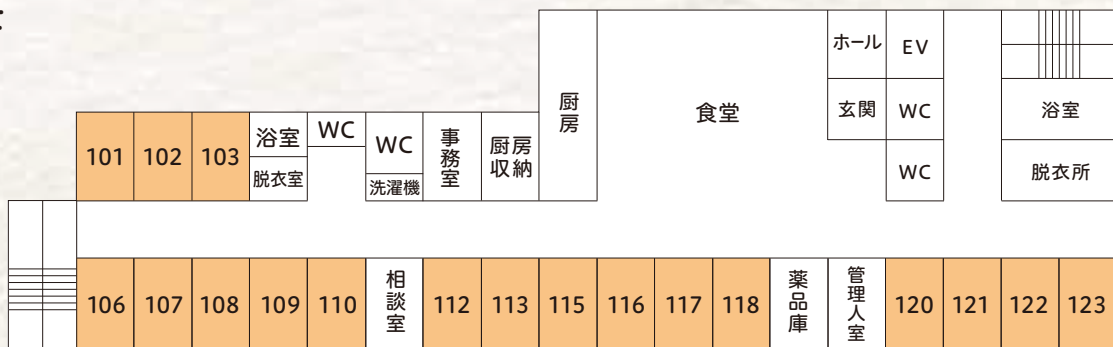 ホール
EV
厨房
食堂
玄関
WC
浴室
101
102
103
浴室
WC
WC
事務室
厨房
収納
脱衣室
洗濯機
WC
脱衣所
106
107
108
109
110
相談室
112
113
115
116
117
118
薬品庫
管理人室
120
121
122
123